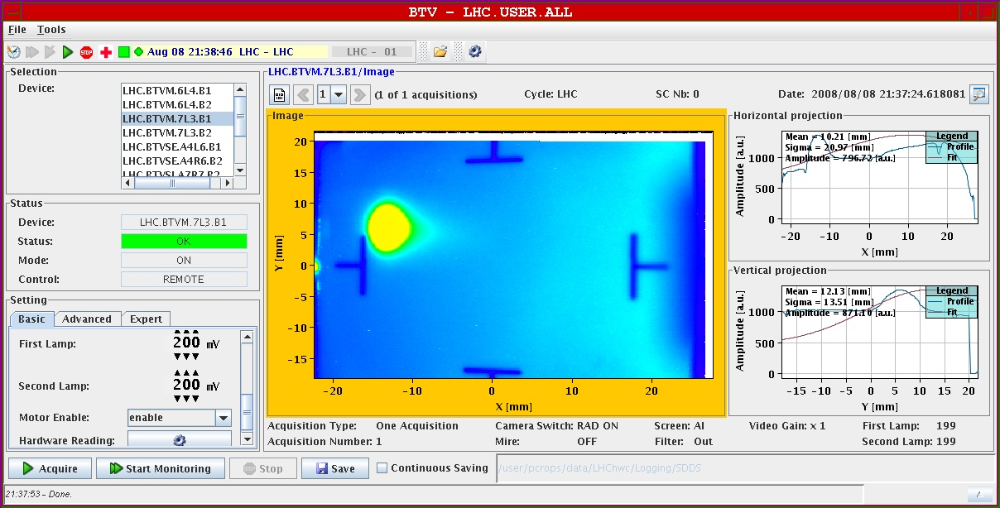 BTV - LHC.USER.ALL
File Tools
STOP Aug 08 21:38:46 LHC - LHC LHC - 01
Selection
Device:
LHC.BTVM.6L4.B1
LHC.BTVM.6L4.B2
LHC.BTVM.7L3.B1
LHC.BTVM.7L3.B2
LHC.BTVSE.A4L6.B1
LHC.BTVSE.A4R6.B2
LHC.BTVSI.A7R7.B2
Status
Device: LHC.BTVM.7L3.B1
Status: OK
Mode: ON
Control: REMOTE
Setting
Basic Advanced Expert
First Lamp: 200 mV
Second Lamp: 200 mV
Motor Enable: enable
Hardware Reading:
LHC.BTVM.7L3.B1/Image
1 (1 of 1 acquisitions) Cycle: LHC SC Nb: 0 Date: 2008/08/08 21:37:24.618081
Image
20
15
10
5
0
-5
-10
-15
Y [mm]
-20 -10 0 10 20
X [mm]
Horizontal projection
Mean = 10.21 [mm]
Sigma = 20.97 [mm]
Amplitude = 796.72 [a.u.]
Legend
Profile
Fit
Amplitude [a.u.]
1000
500
0
-20 -10 0 10 20
X [mm]
Vertical projection
Mean = 12.13 [mm]
Sigma = 13.51 [mm]
Amplitude = 871.10 [a.u.]
Legend
Profile
Fit
Amplitude [a.u.]
1000
500
0
-15 -10 -5 0 5 10 15 20
Y [mm]
Acquisition Type: One Acquisition Camera Switch: RAD ON Screen: Al Video Gain: x 1 First Lamp: 199
Acquisition Number: 1 Mire: OFF Filter: Out Second Lamp: 199
Acquire Start Monitoring STOP Stop Save Continuous Saving /user/pcrops/data/LHChwc/Logging/SDDS
21:37:53 - Done.